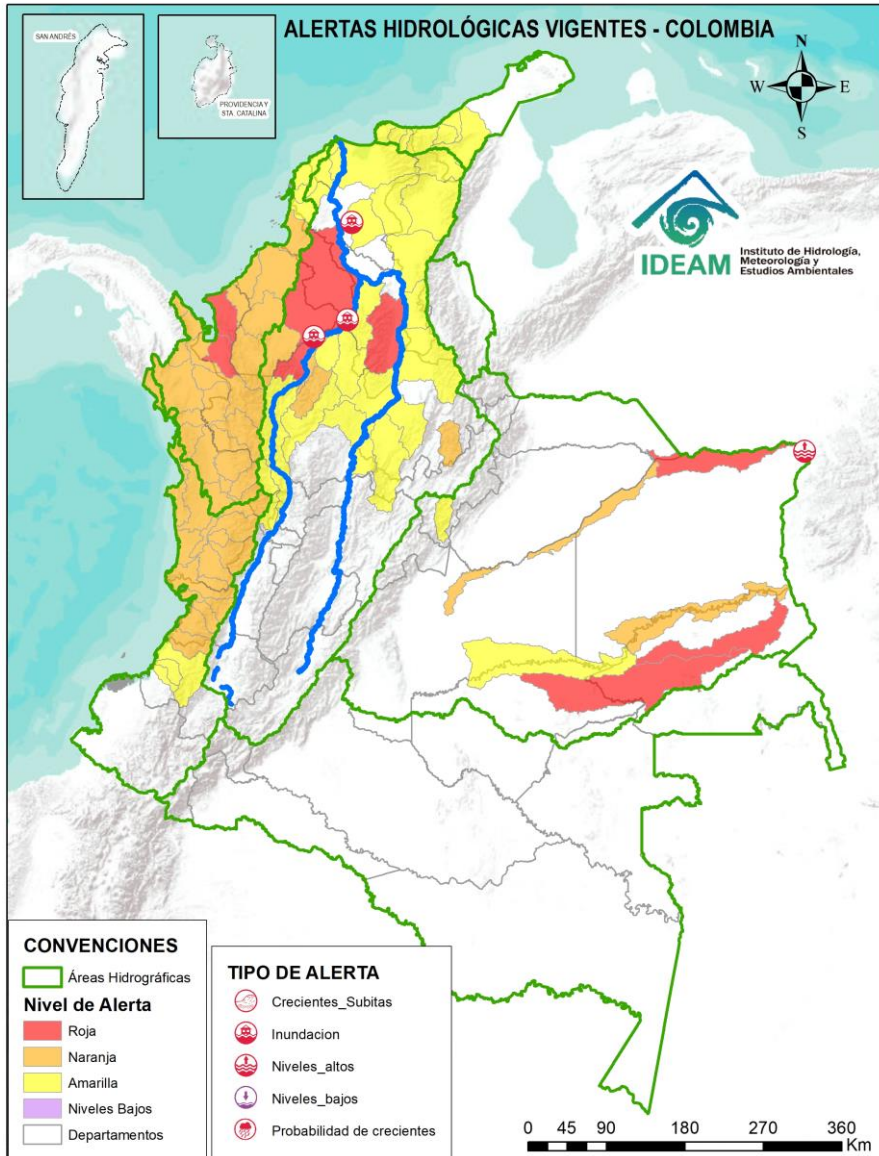 ALERTAS HIDROLÓGICAS VIGENTES - COLOMBIA
SAN ANDRÉS
PROVIDENCIA Y
STA. CATALINA
N
W
E
S
IDEAM
Instituto de Hidrología,
Meteorología y
Estudios Ambientales
CONVENCIONES
Áreas Hidrográficas
Nivel de Alerta
Roja
Naranja
Amarilla
Niveles Bajos
Departamentos
TIPO DE ALERTA
Crecientes_Subitas
Inundacion
Niveles_altos
Niveles_bajos
Probabilidad de crecientes
0 45 90 180 270 360
Km